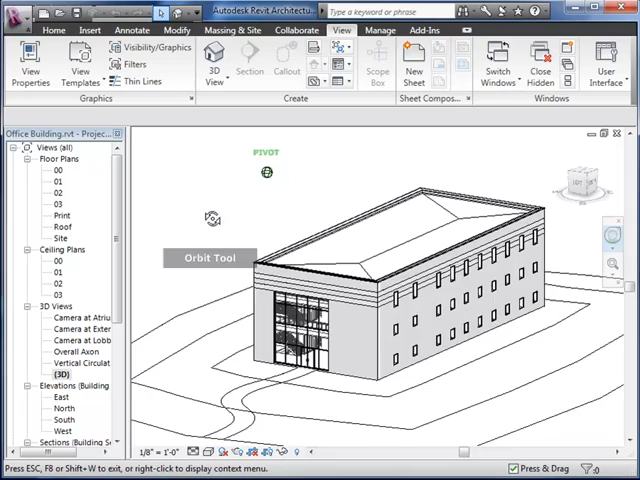 Autodesk Revit Architectu...
Type a keyword or phrase
Home Insert Annotate Modify Massing & Site Collaborate View Manage Add-Ins
View Properties
View Templates
Visibility/Graphics
Filters
Thin Lines
3D View
Section
Callout
Scope Box
New Sheet
Switch Windows
Close Hidden
User Interface
Graphics
Create
Sheet Compos...
Windows
Office Building.rvt - Projec...
Views (all)
Floor Plans
00
01
02
03
Print
Roof
Site
Ceiling Plans
00
01
02
03
3D Views
Camera at Atriu
Camera at Exter
Camera at Lobb
Overall Axon
Vertical Circulat
{3D}
Elevations (Building
East
North
South
West
Sections (Building Se
PIVOT
Orbit Tool
1/8" = 1'-0"
Press ESC, F8 or Shift+W to exit, or right-click to display context menu.
Press & Drag
:0